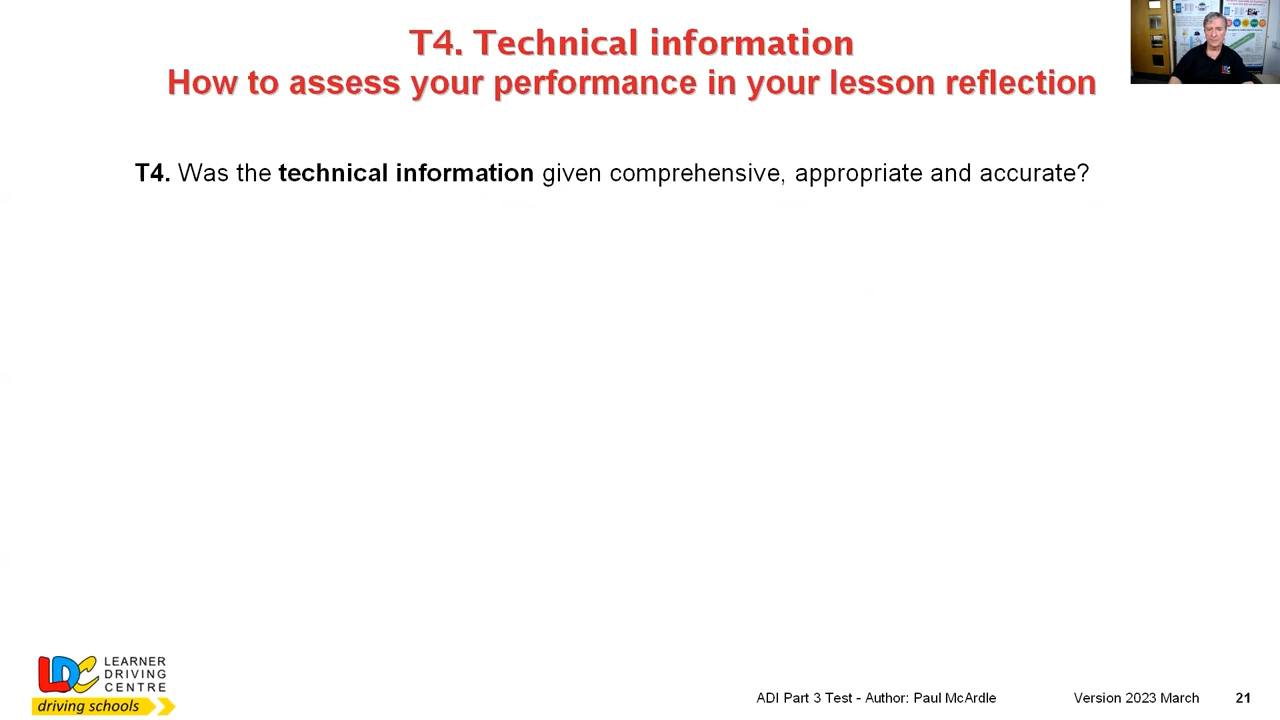 T4. Technical information
How to assess your performance in your lesson reflection
T4. Was the technical information given comprehensive, appropriate and accurate?
LDC
LEARNER
DRIVING
CENTRE
driving schools
ADI Part 3 Test - Author: Paul McArdle
Version 2023 March
21